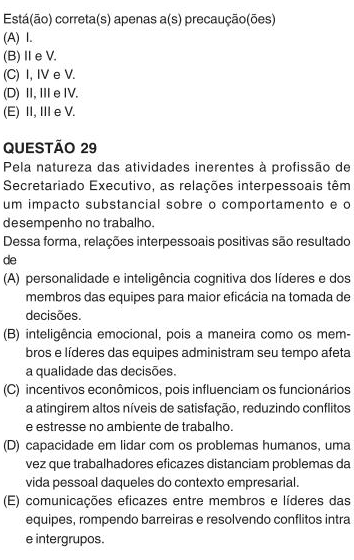 Está(ão) correta(s) apenas a(s) precaução(ões)
(A) I.
(B) II e V.
(C) I, IV e V.
(D) II, III e IV.
(E) II, III e V.
QUESTÃO 29
Pela natureza das atividades inerentes à profissão de
Secretariado Executivo, as relações interpessoais têm
um impacto substancial sobre o comportamento e o
desempenho no trabalho.
Dessa forma, relações interpessoais positivas são resultado
de
(A) personalidade e inteligência cognitiva dos líderes e dos
membros das equipes para maior eficácia na tomada de
decisões.
(B) inteligência emocional, pois a maneira como os mem-
bros e líderes das equipes administram seu tempo afeta
a qualidade das decisões.
(C) incentivos econômicos, pois influenciam os funcionários
a atingirem altos níveis de satisfação, reduzindo conflitos
e estresse no ambiente de trabalho.
(D) capacidade em lidar com os problemas humanos, uma
vez que trabalhadores eficazes distanciam problemas da
vida pessoal daqueles do contexto empresarial.
(E) comunicações eficazes entre membros e líderes das
equipes, rompendo barreiras e resolvendo conflitos intra
e intergrupos.